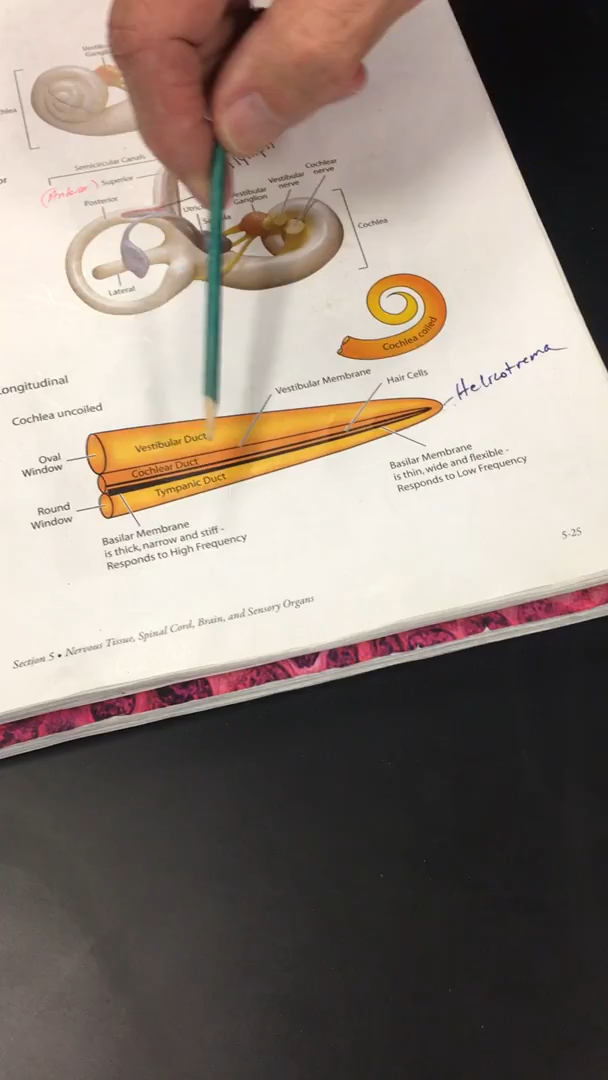 Semicircular Canals
(Anterior) Superior
Posterior
Vestibular
Ganglion
Vestibular
nerve
Cochlear
nerve
Cochlea
Lateral
Cochlea coiled
Longitudinal
Cochlea uncoiled
Vestibular Membrane
Hair Cells
Helicotrema
Oval
Window
Vestibular Duct
Cochlear Duct
Tympanic Duct
Round
Window
Basilar Membrane
is thin, wide and flexible -
Responds to Low Frequency
Basilar Membrane
is thick, narrow and stiff -
Responds to High Frequency
5-25
Section 5 • Nervous Tissue, Spinal Cord, Brain, and Sensory Organs